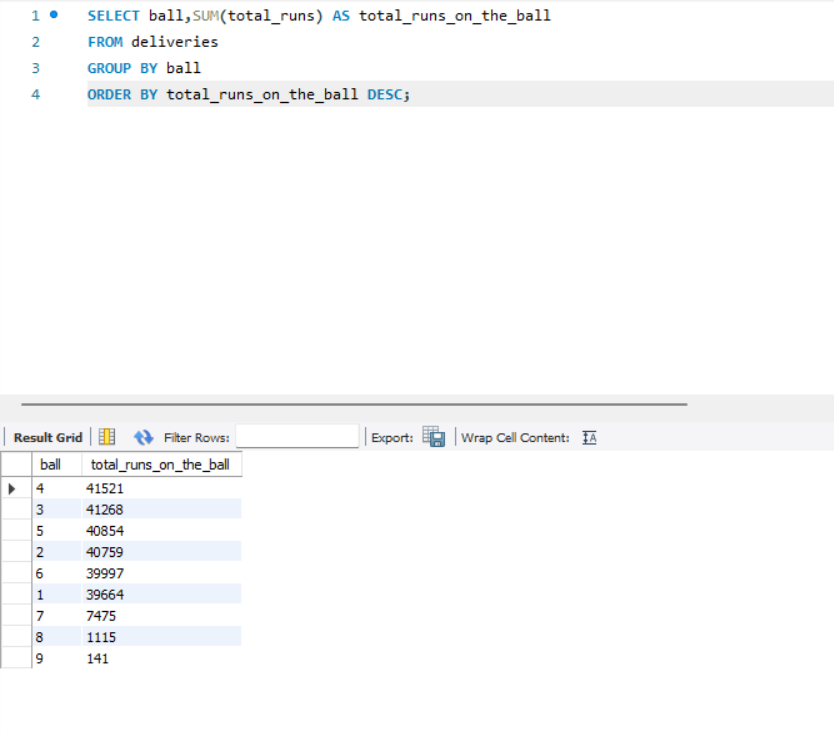 1 SELECT ball,SUM(total_runs) AS total_runs_on_the_ball
2 FROM deliveries
3 GROUP BY ball
4 ORDER BY total_runs_on_the_ball DESC;
Result Grid Filter Rows: Export: Wrap Cell Content: IA
ball total_runs_on_the_ball
4 41521
3 41268
5 40854
2 40759
6 39997
1 39664
7 7475
8 1115
9 141